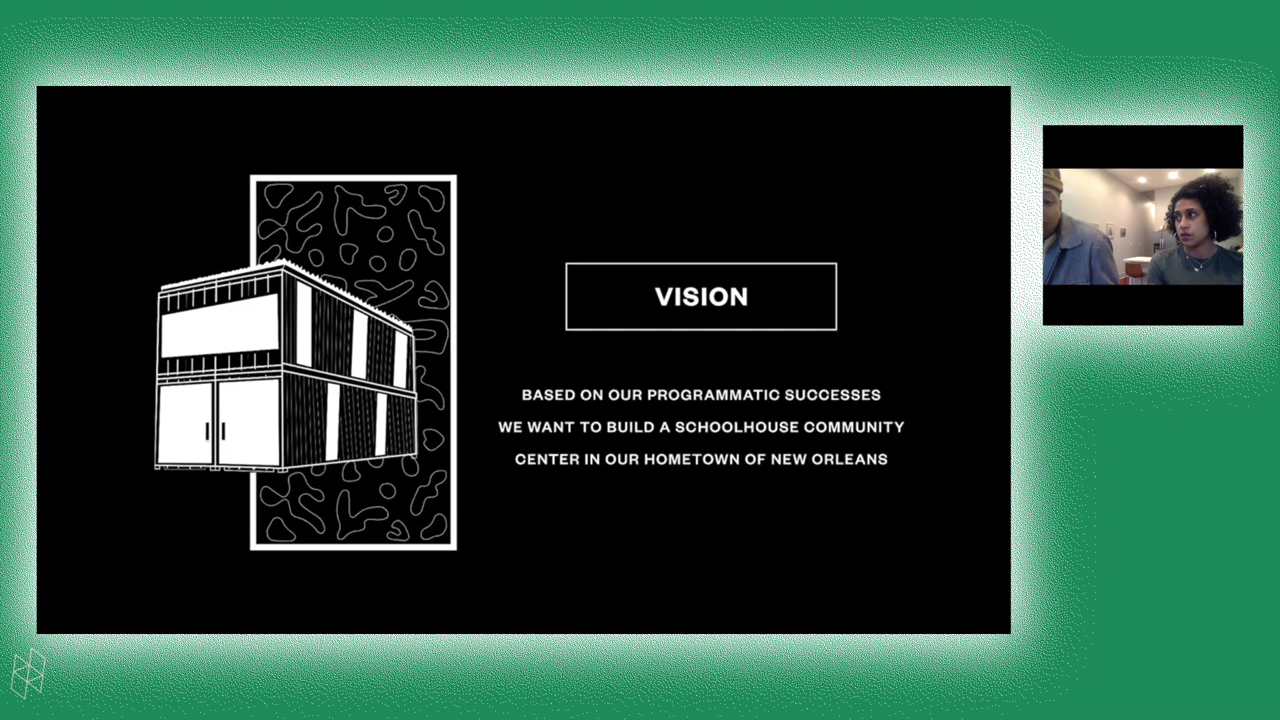 VISION
BASED ON OUR PROGRAMMATIC SUCCESSES
WE WANT TO BUILD A SCHOOLHOUSE COMMUNITY
CENTER IN OUR HOMETOWN OF NEW ORLEANS